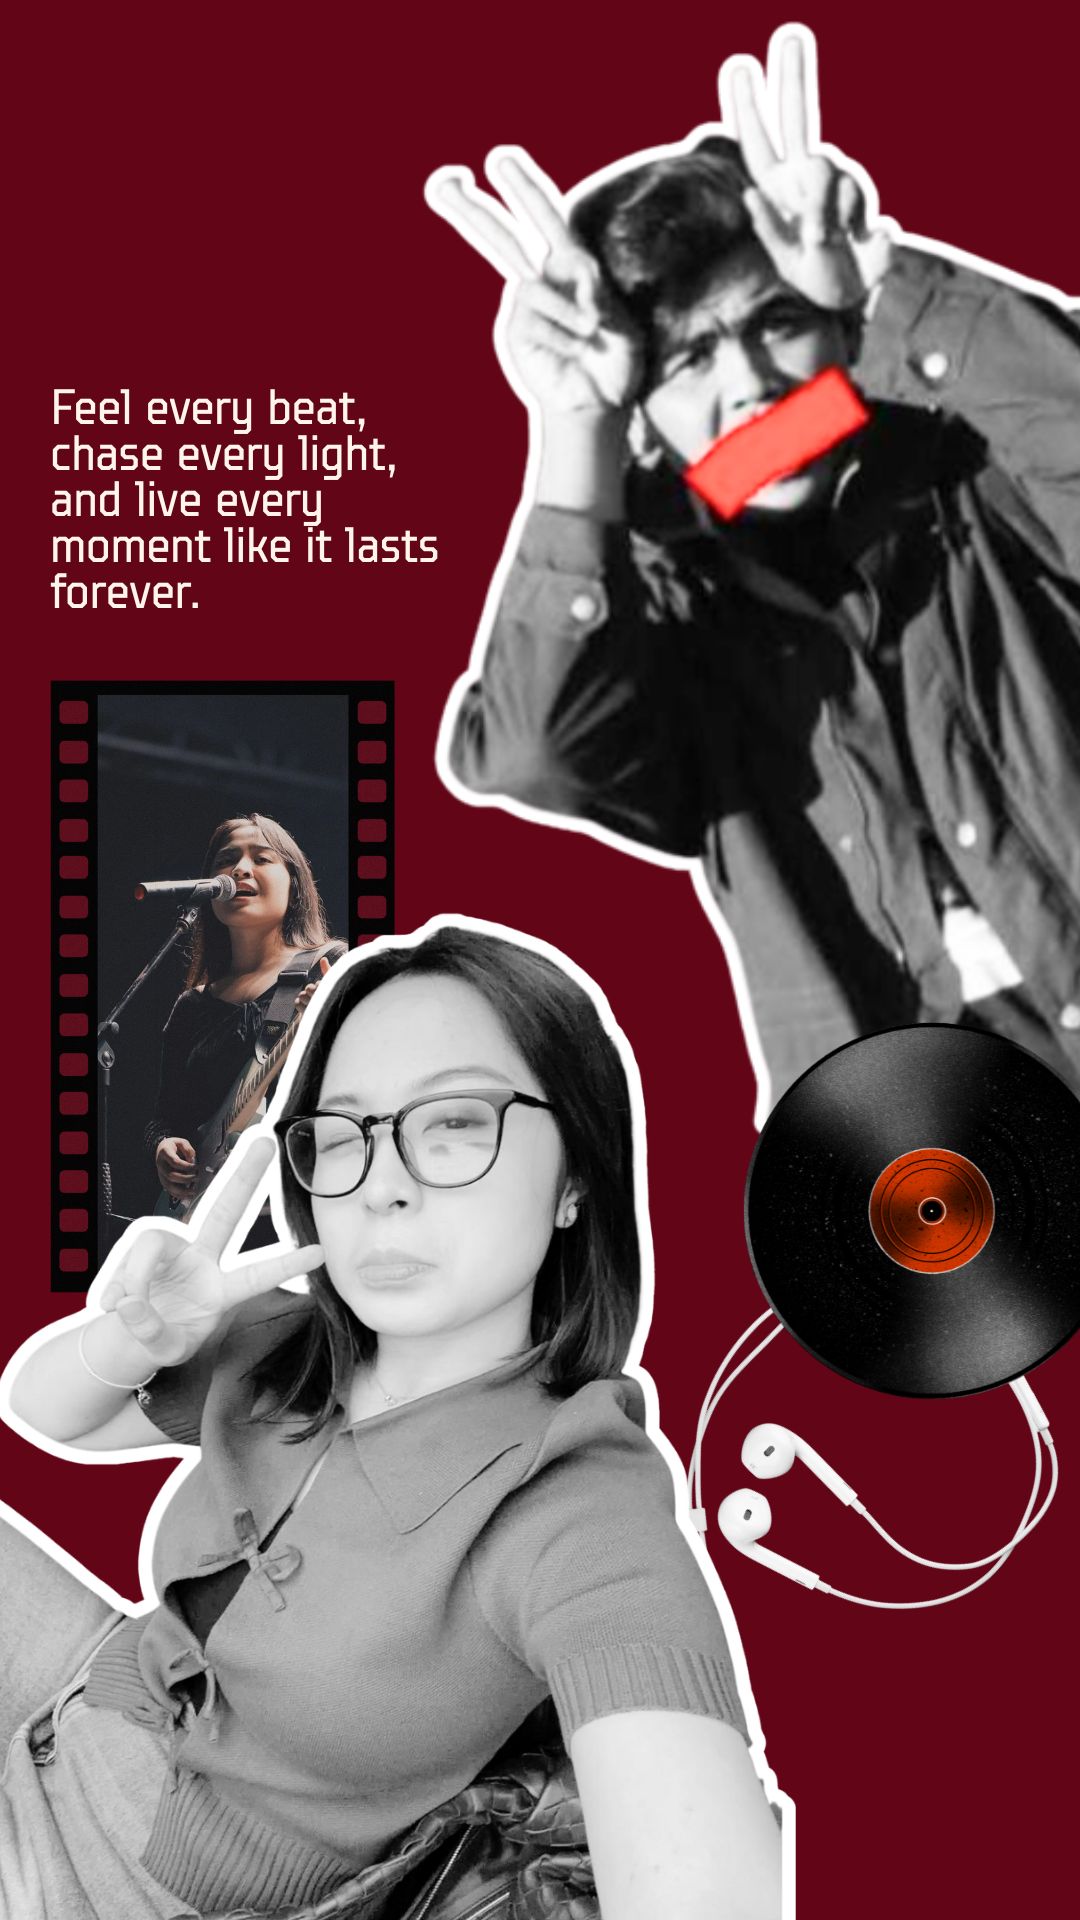 Feel every beat,
chase every light,
and live every
moment like it lasts
forever.